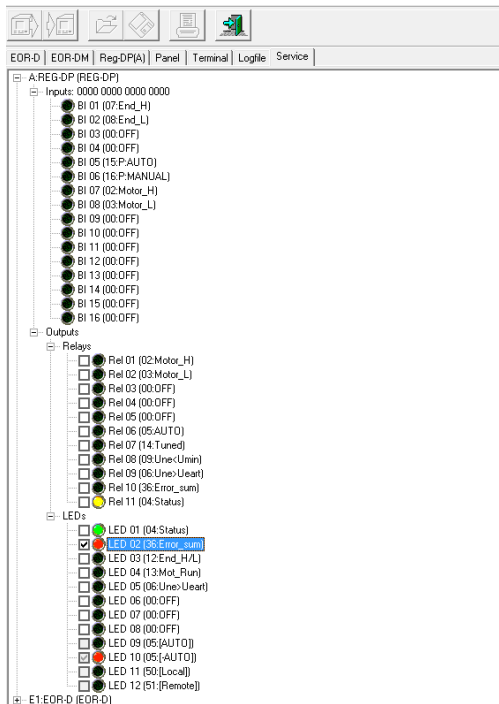 EOR-D EOR-DM Reg-DP(A) Panel Terminal Logfile Service
A:REG-DP (REG-DP)
Inputs: 0000 0000 0000 0000
BI 01 (07:End_H)
BI 02 (08:End_L)
BI 03 (00:OFF)
BI 04 (00:OFF)
BI 05 (15:P:AUTO)
BI 06 (16:P:MANUAL)
BI 07 (02:Motor_H)
BI 08 (03:Motor_L)
BI 09 (00:OFF)
BI 10 (00:OFF)
BI 11 (00:OFF)
BI 12 (00:OFF)
BI 13 (00:OFF)
BI 14 (00:OFF)
BI 15 (00:OFF)
BI 16 (00:OFF)
Outputs
Relays
Rel 01 (02:Motor_H)
Rel 02 (03:Motor_L)
Rel 03 (00:OFF)
Rel 04 (00:OFF)
Rel 05 (00:OFF)
Rel 06 (05:AUTO)
Rel 07 (14:Tuned)
Rel 08 (09:Une<Umin)
Rel 09 (06:Une>Ueart)
Rel 10 (36:Error_sum)
Rel 11 (04:Status)
LEDs
LED 01 (04:Status)
LED 02 (36:Error_sum)
LED 03 (12:End_H/L)
LED 04 (13:Mot_Run)
LED 05 (06:Une>Ueart)
LED 06 (00:OFF)
LED 07 (00:OFF)
LED 08 (00:OFF)
LED 09 (05:[AUTO])
LED 10 (05:[-AUTO])
LED 11 (50:[Local])
LED 12 (51:[Remote])
E1:EOR-D (EOR-D)